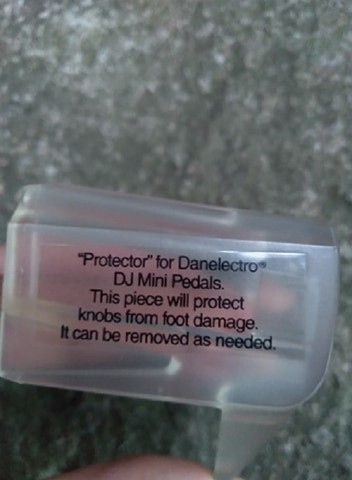 "Protector" for Danelectro®
DJ Mini Pedals.
This piece will protect
knobs from foot damage.
It can be removed as needed.